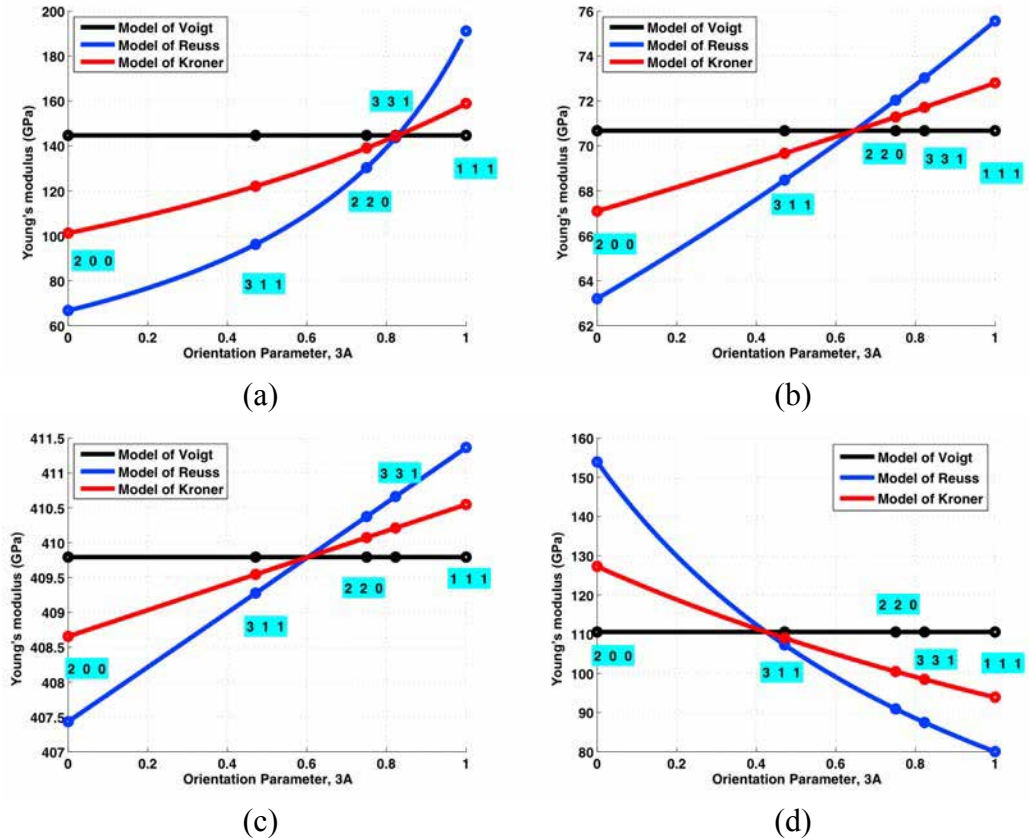 Model of Voigt
Model of Reuss
Model of Kroner
200
180
160
140
120
100
80
60
Young's modulus (GPa)
3 3 1
1 1 1
2 2 0
2 0 0
3 1 1
0 0.2 0.4 0.6 0.8 1
Orientation Parameter, 3A
(a)
Model of Voigt
Model of Reuss
Model of Kroner
76
74
72
70
68
66
64
62
Young's modulus (GPa)
2 2 0
3 3 1
1 1 1
3 1 1
2 0 0
0 0.2 0.4 0.6 0.8 1
Orientation Parameter, 3A
(b)
Model of Voigt
Model of Reuss
Model of Kroner
411.5
411
410.5
410
409.5
409
408.5
408
407.5
407
Young's modulus (GPa)
3 3 1
2 2 0
1 1 1
3 1 1
2 0 0
0 0.2 0.4 0.6 0.8 1
Orientation Parameter, 3A
(c)
Model of Voigt
Model of Reuss
Model of Kroner
160
150
140
130
120
110
100
90
80
Young's modulus (GPa)
2 2 0
2 0 0
3 1 1
3 3 1
1 1 1
0 0.2 0.4 0.6 0.8 1
Orientation Parameter, 3A
(d)